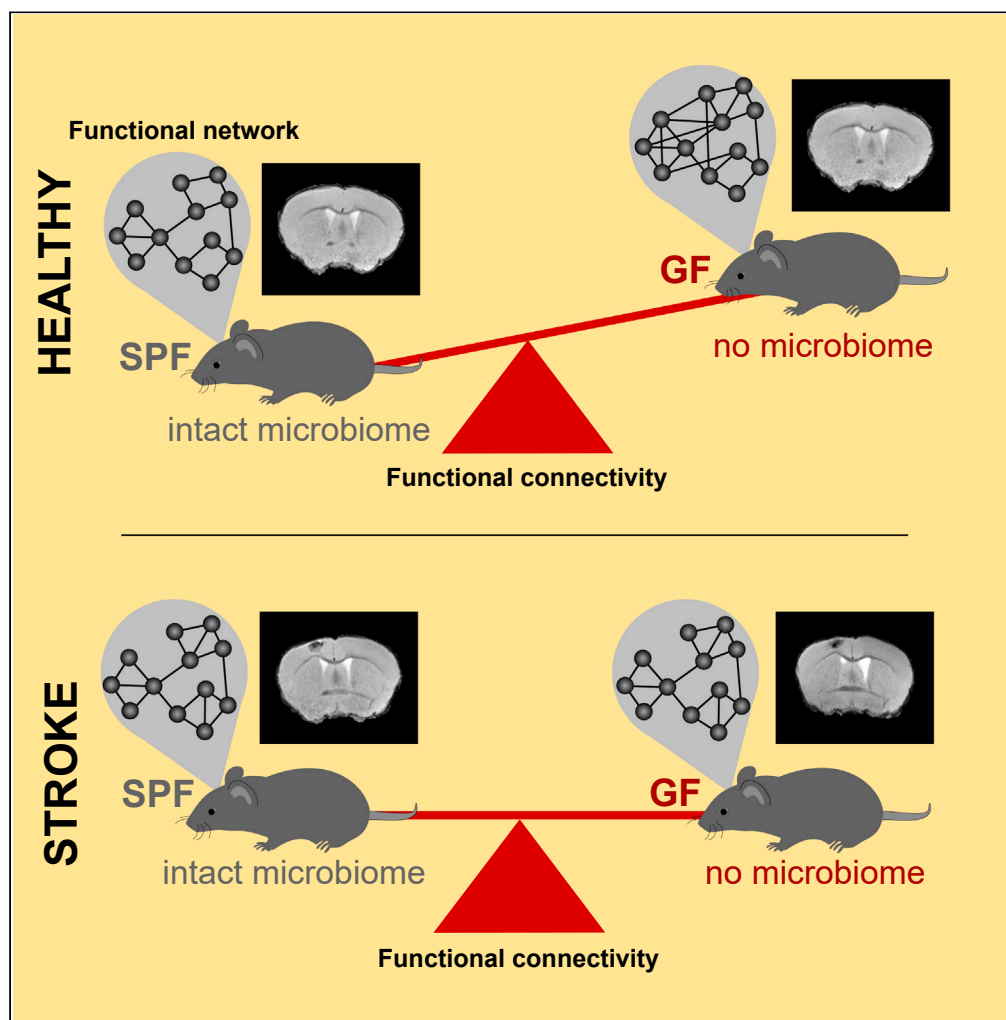 HEALTHY
Functional network
SPF
intact microbiome
GF
no microbiome
Functional connectivity
STROKE
SPF
intact microbiome
GF
no microbiome
Functional connectivity